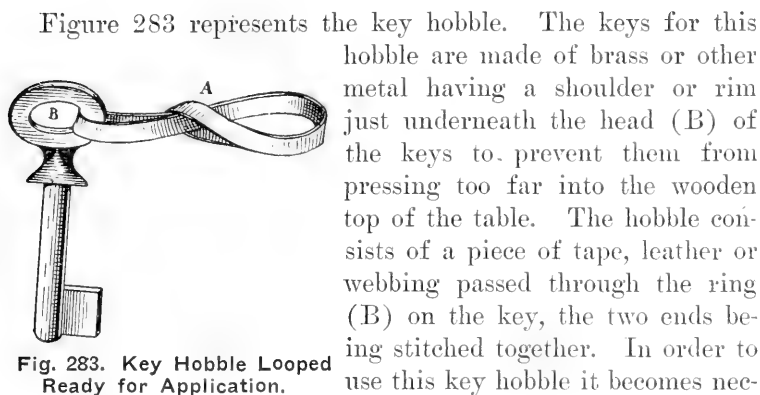 Figure 283 represents the key hobble. The keys for this
hobble are made of brass or other
metal having a shoulder or rim
just underneath the head (B) of
the keys to. prevent them from
pressing too far into the wooden
top of the table. The hobble con-
sists of a piece of tape, leather or
webbing passed through the ring
(B) on the key, the two ends be-
ing stitched together. In order to
use this key hobble it becomes nec-
A
B
Fig. 283. Key Hobble Looped
Ready for Application.